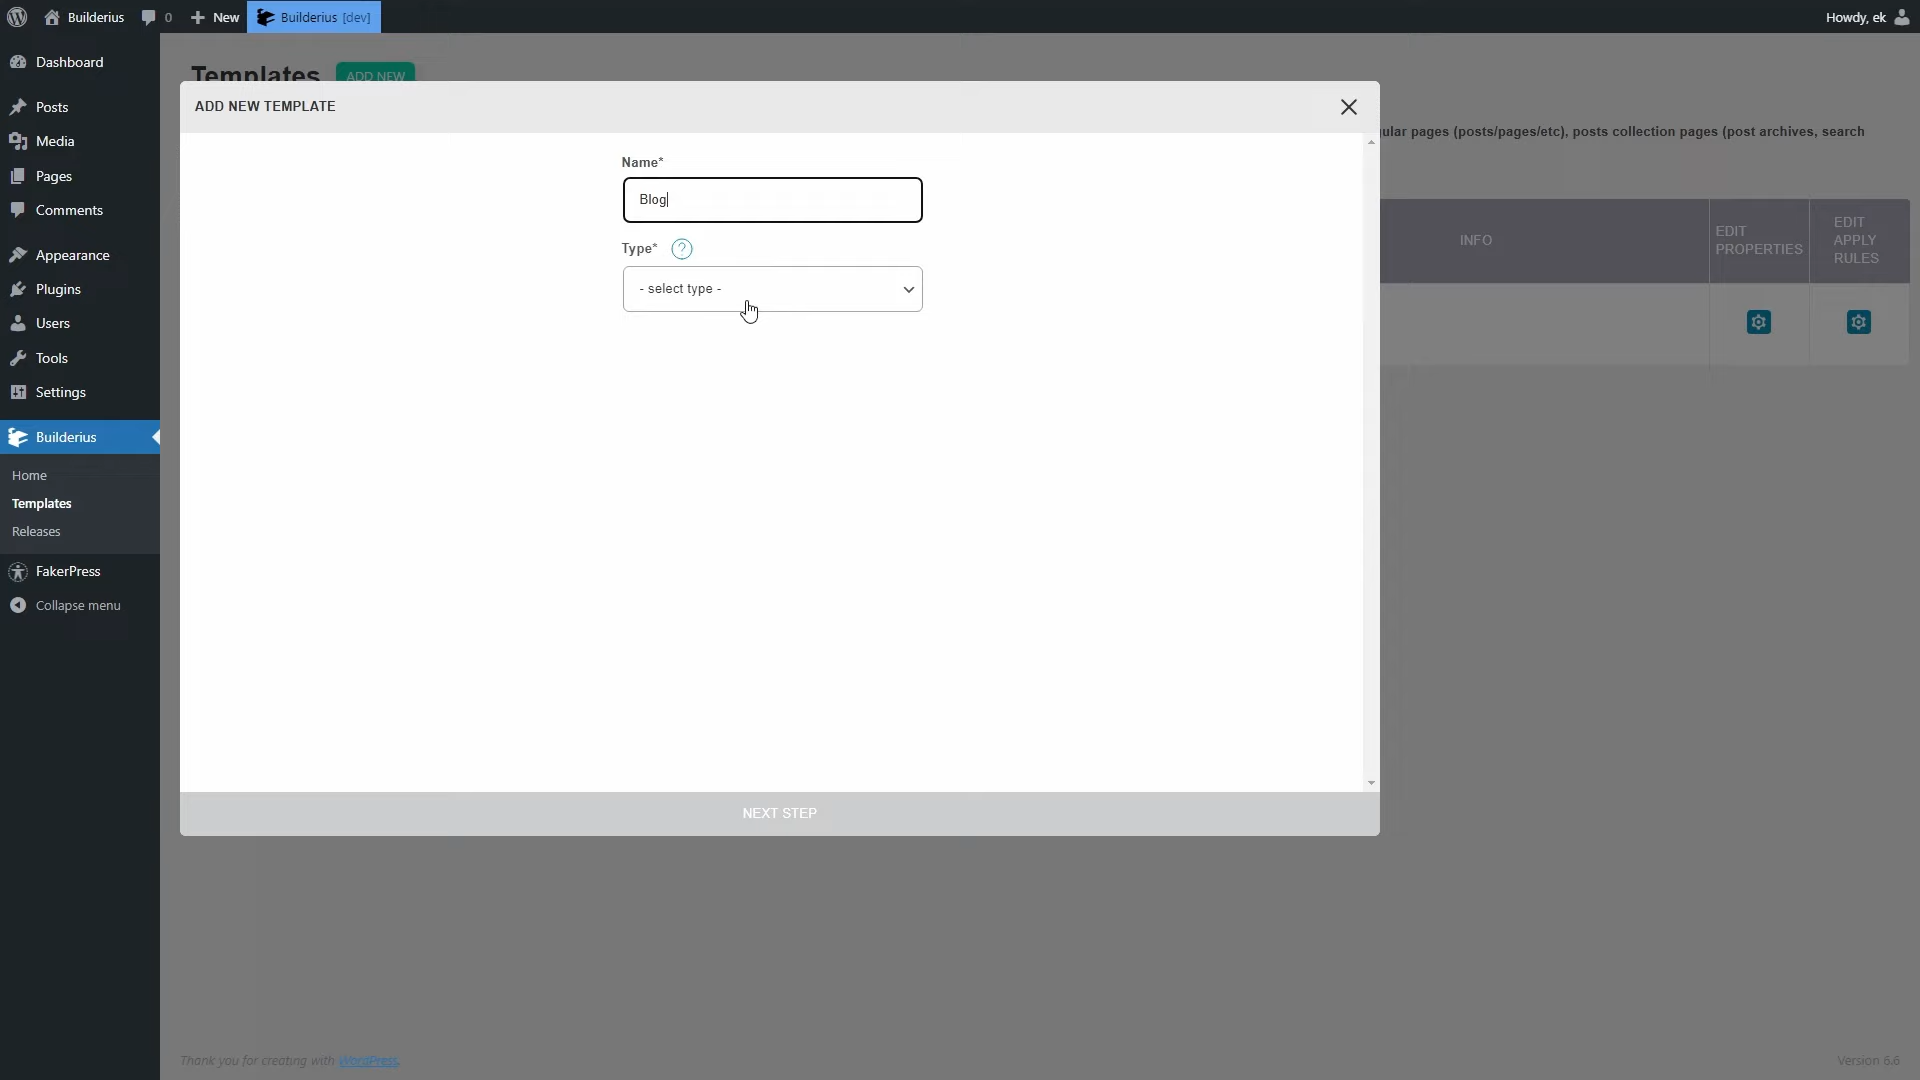 Builderius
0
New
Builderius [dev]
Howdy, ek
Dashboard
Posts
Media
Pages
Comments
Appearance
Plugins
Users
Tools
Settings
Builderius
Home
Templates
Releases
FakerPress
Collapse menu
Templates
ADD NEW
ADD NEW TEMPLATE
Name*
Blog
Type*
?
- select type -
NEXT STEP
ular pages (posts/pages/etc), posts collection pages (post archives, search
INFO
EDIT
PROPERTIES
EDIT
APPLY
RULES
Thank you for creating with WordPress.
Version 6.6